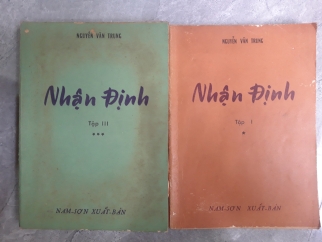 NGUYỄN VĂN TRUNG
Nhận Định
Tập III
***
NAM-SƠN XUẤT-BẢN
NGUYỄN VĂN TRUNG
Nhận Định
Tập I
*
NAM-SƠN XUẤT-BẢN